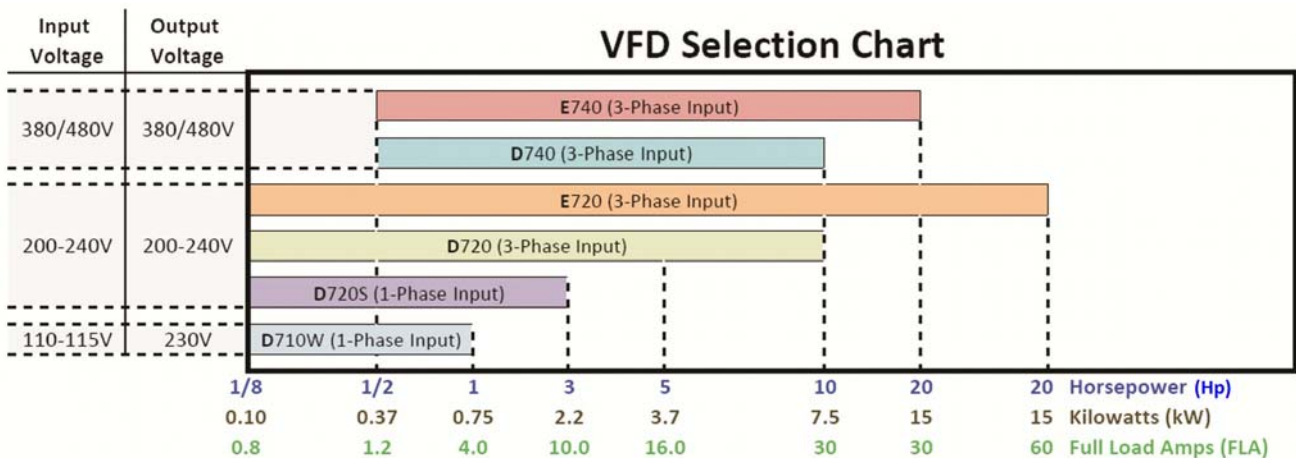 Input Voltage
Output Voltage
VFD Selection Chart
380/480V 380/480V
E740 (3-Phase Input)
D740 (3-Phase Input)
200-240V 200-240V
E720 (3-Phase Input)
D720 (3-Phase Input)
D720S (1-Phase Input)
110-115V 230V
D710W (1-Phase Input)
1/8 1/2 1 3 5 10 20 20 Horsepower (Hp)
0.10 0.37 0.75 2.2 3.7 7.5 15 15 Kilowatts (kW)
0.8 1.2 4.0 10.0 16.0 30 30 60 Full Load Amps (FLA)